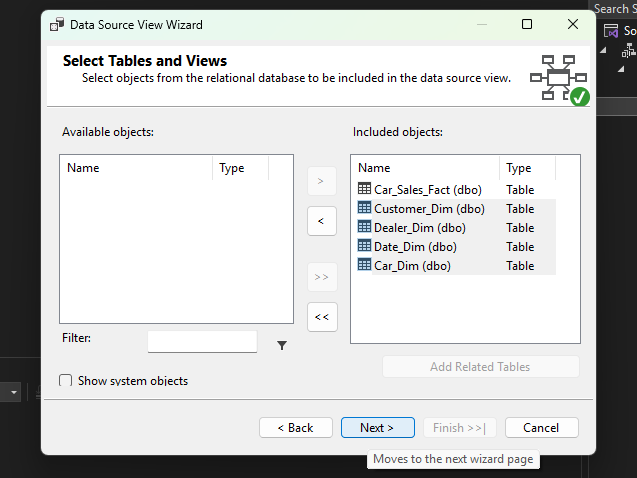 Data Source View Wizard
Search S
So
Select Tables and Views
Select objects from the relational database to be included in the data source view.
Available objects:
Included objects:
Name Type
Name Type
Car_Sales_Fact (dbo) Table
Customer_Dim (dbo) Table
Dealer_Dim (dbo) Table
Date_Dim (dbo) Table
Car_Dim (dbo) Table
>
<
>>
<<
Filter:
Add Related Tables
Show system objects
< Back
Next >
Finish >>|
Cancel
Moves to the next wizard page